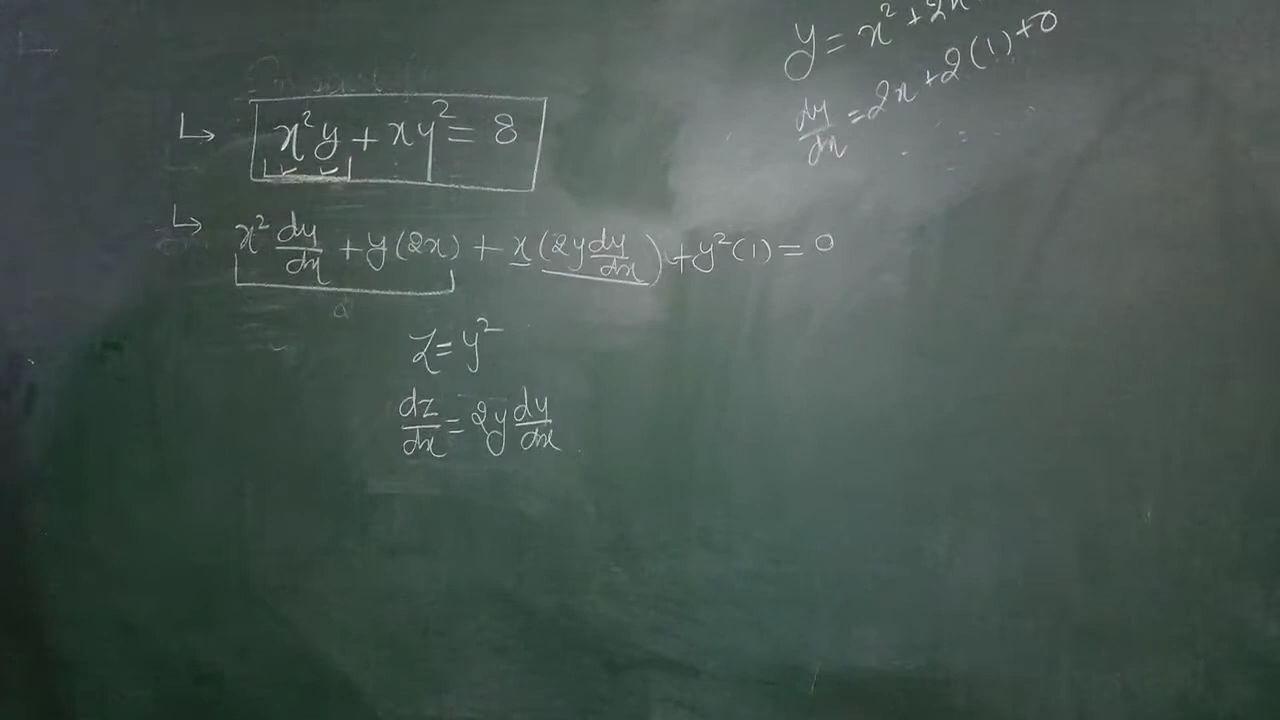 y = x² + 2x
dy/dx = 2x + 2(1) + 0
↳ x²y + xy² = 8
↳ x² dy/dx + y(2x) + x(2y dy/dx) + y²(1) = 0
z = y²
dz/dx = 2y dy/dx